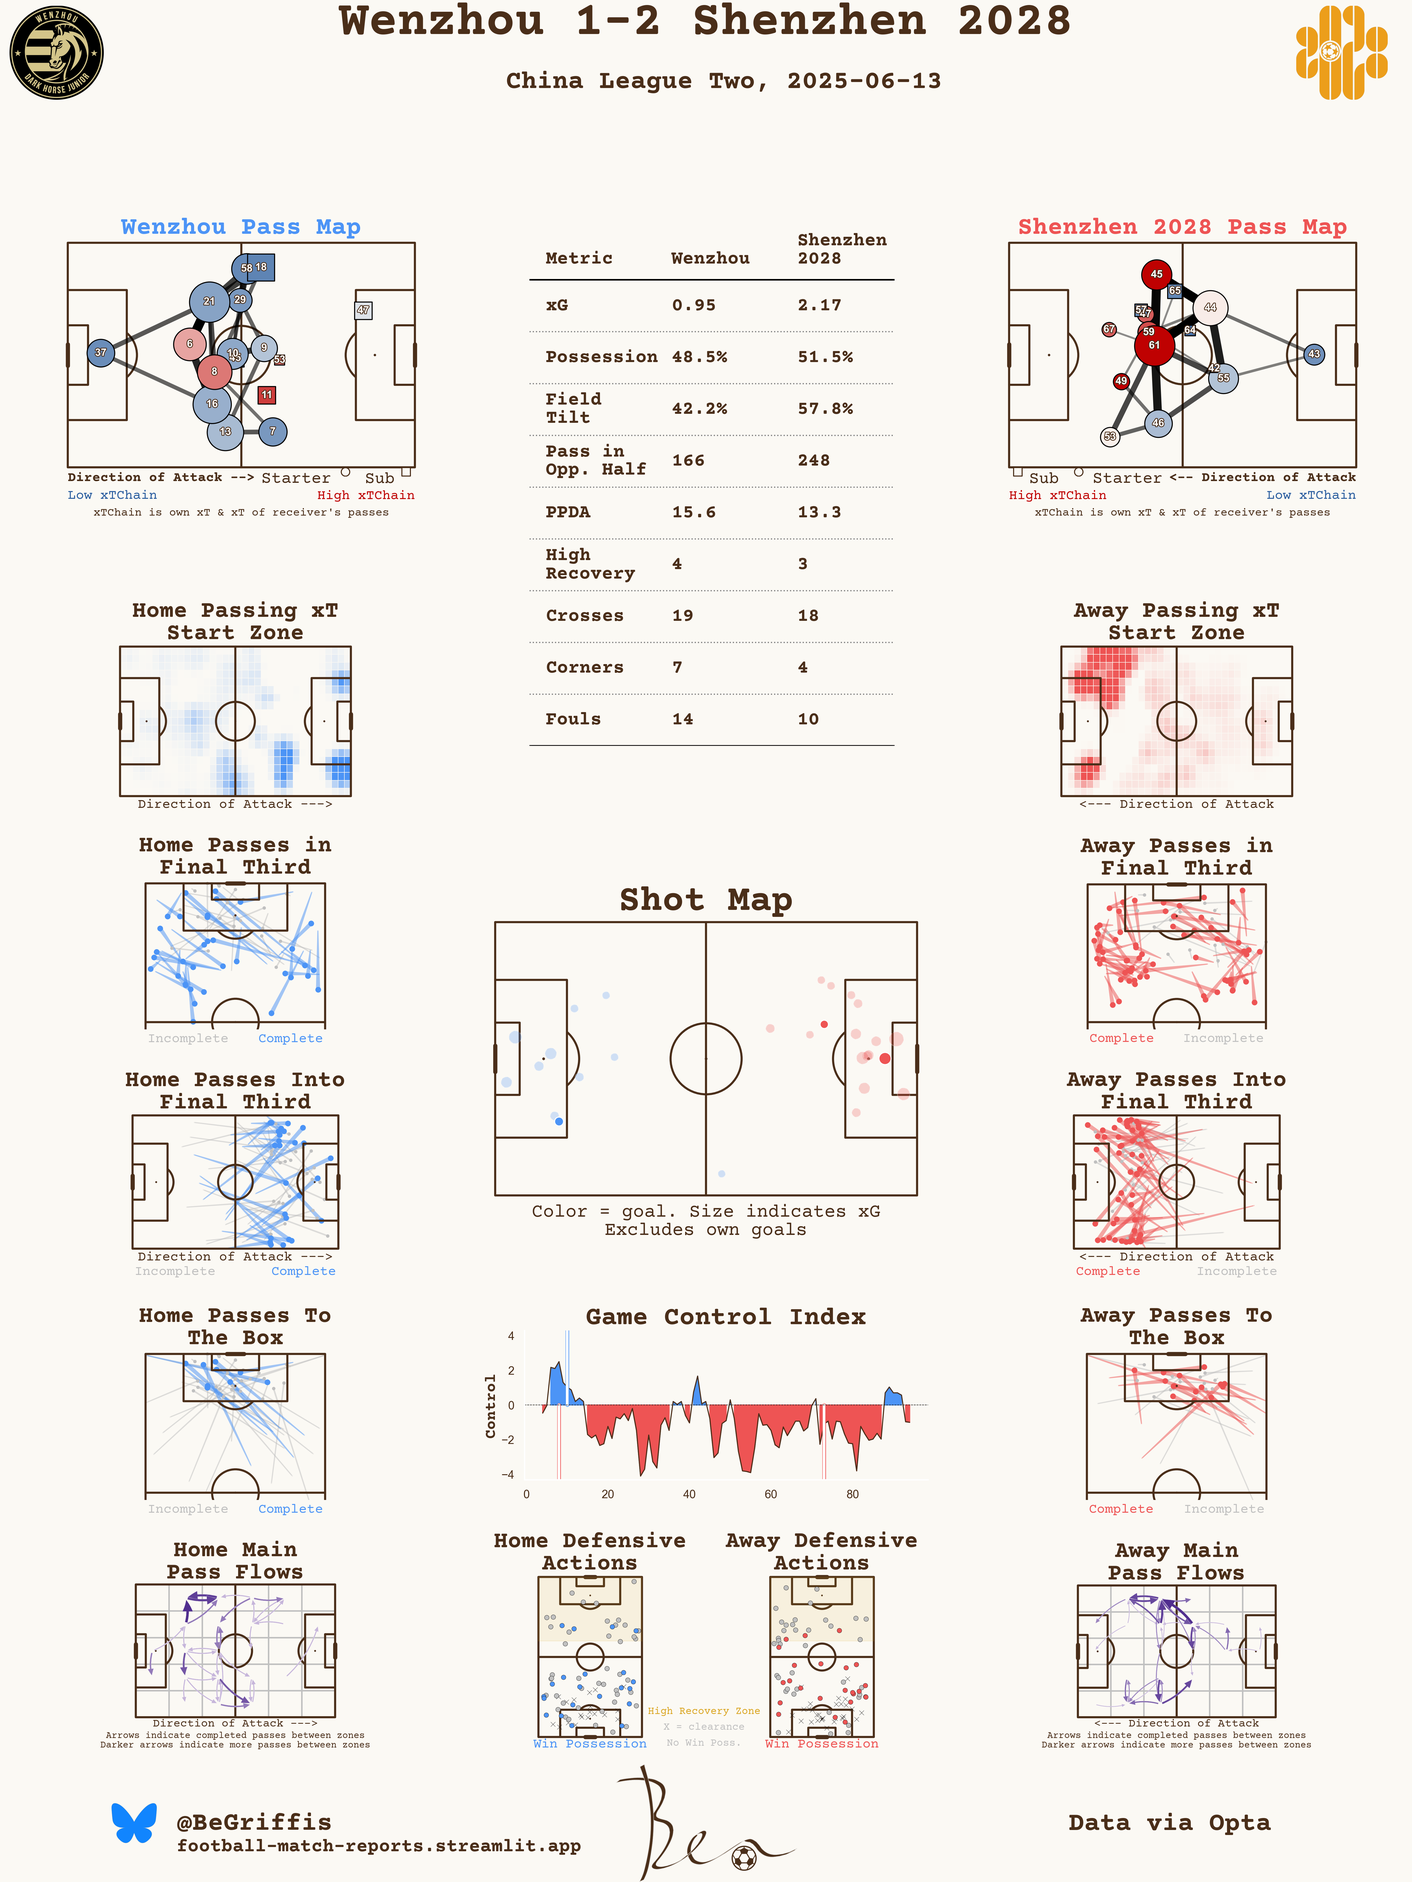 Wenzhou 1-2 Shenzhen 2028
China League Two, 2025-06-13
WENZHOU
DARK HORSE JUNIOR
Wenzhou Pass Map
58 18
21 29
47
6 10 9
37 53
8
11
16
13 7
Direction of Attack --> Starter Sub
Low xTChain High xTChain
xTChain is own xT & xT of receiver's passes
Metric Wenzhou Shenzhen 2028
xG 0.95 2.17
Possession 48.5% 51.5%
Field Tilt 42.2% 57.8%
Pass in Opp. Half 166 248
PPDA 15.6 13.3
High Recovery 4 3
Crosses 19 18
Corners 7 4
Fouls 14 10
Shenzhen 2028 Pass Map
45
65
57 47 44
67 59 64
61 43
42
49 55
46
53
Sub Starter <-- Direction of Attack
High xTChain Low xTChain
xTChain is own xT & xT of receiver's passes
Home Passing xT
Start Zone
Direction of Attack --->
Away Passing xT
Start Zone
<--- Direction of Attack
Home Passes in
Final Third
Incomplete Complete
Away Passes in
Final Third
Complete Incomplete
Shot Map
Color = goal. Size indicates xG
Excludes own goals
Home Passes Into
Final Third
Direction of Attack --->
Incomplete Complete
Away Passes Into
Final Third
<--- Direction of Attack
Complete Incomplete
Home Passes To
The Box
Incomplete Complete
Game Control Index
Control
4
2
0
−2
−4
0 20 40 60 80
Away Passes To
The Box
Complete Incomplete
Home Main
Pass Flows
Direction of Attack --->
Arrows indicate completed passes between zones
Darker arrows indicate more passes between zones
Home Defensive
Actions
Win Possession
Away Defensive
Actions
Win Possession
High Recovery Zone
X = clearance
No Win Poss.
Away Main
Pass Flows
<--- Direction of Attack
Arrows indicate completed passes between zones
Darker arrows indicate more passes between zones
@BeGriffis
football-match-reports.streamlit.app
Ben
Data via Opta